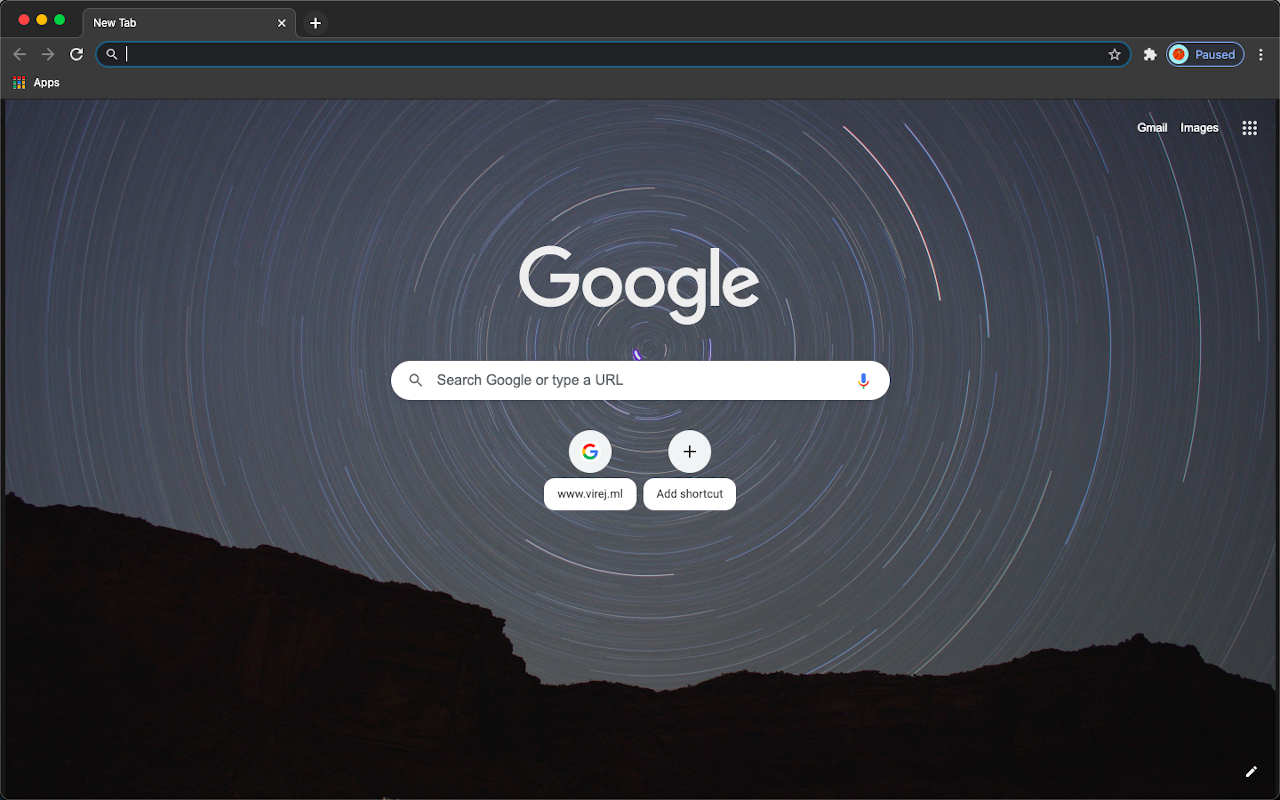 New Tab
Paused
Apps
Gmail Images
Google
Search Google or type a URL
www.virej.ml Add shortcut